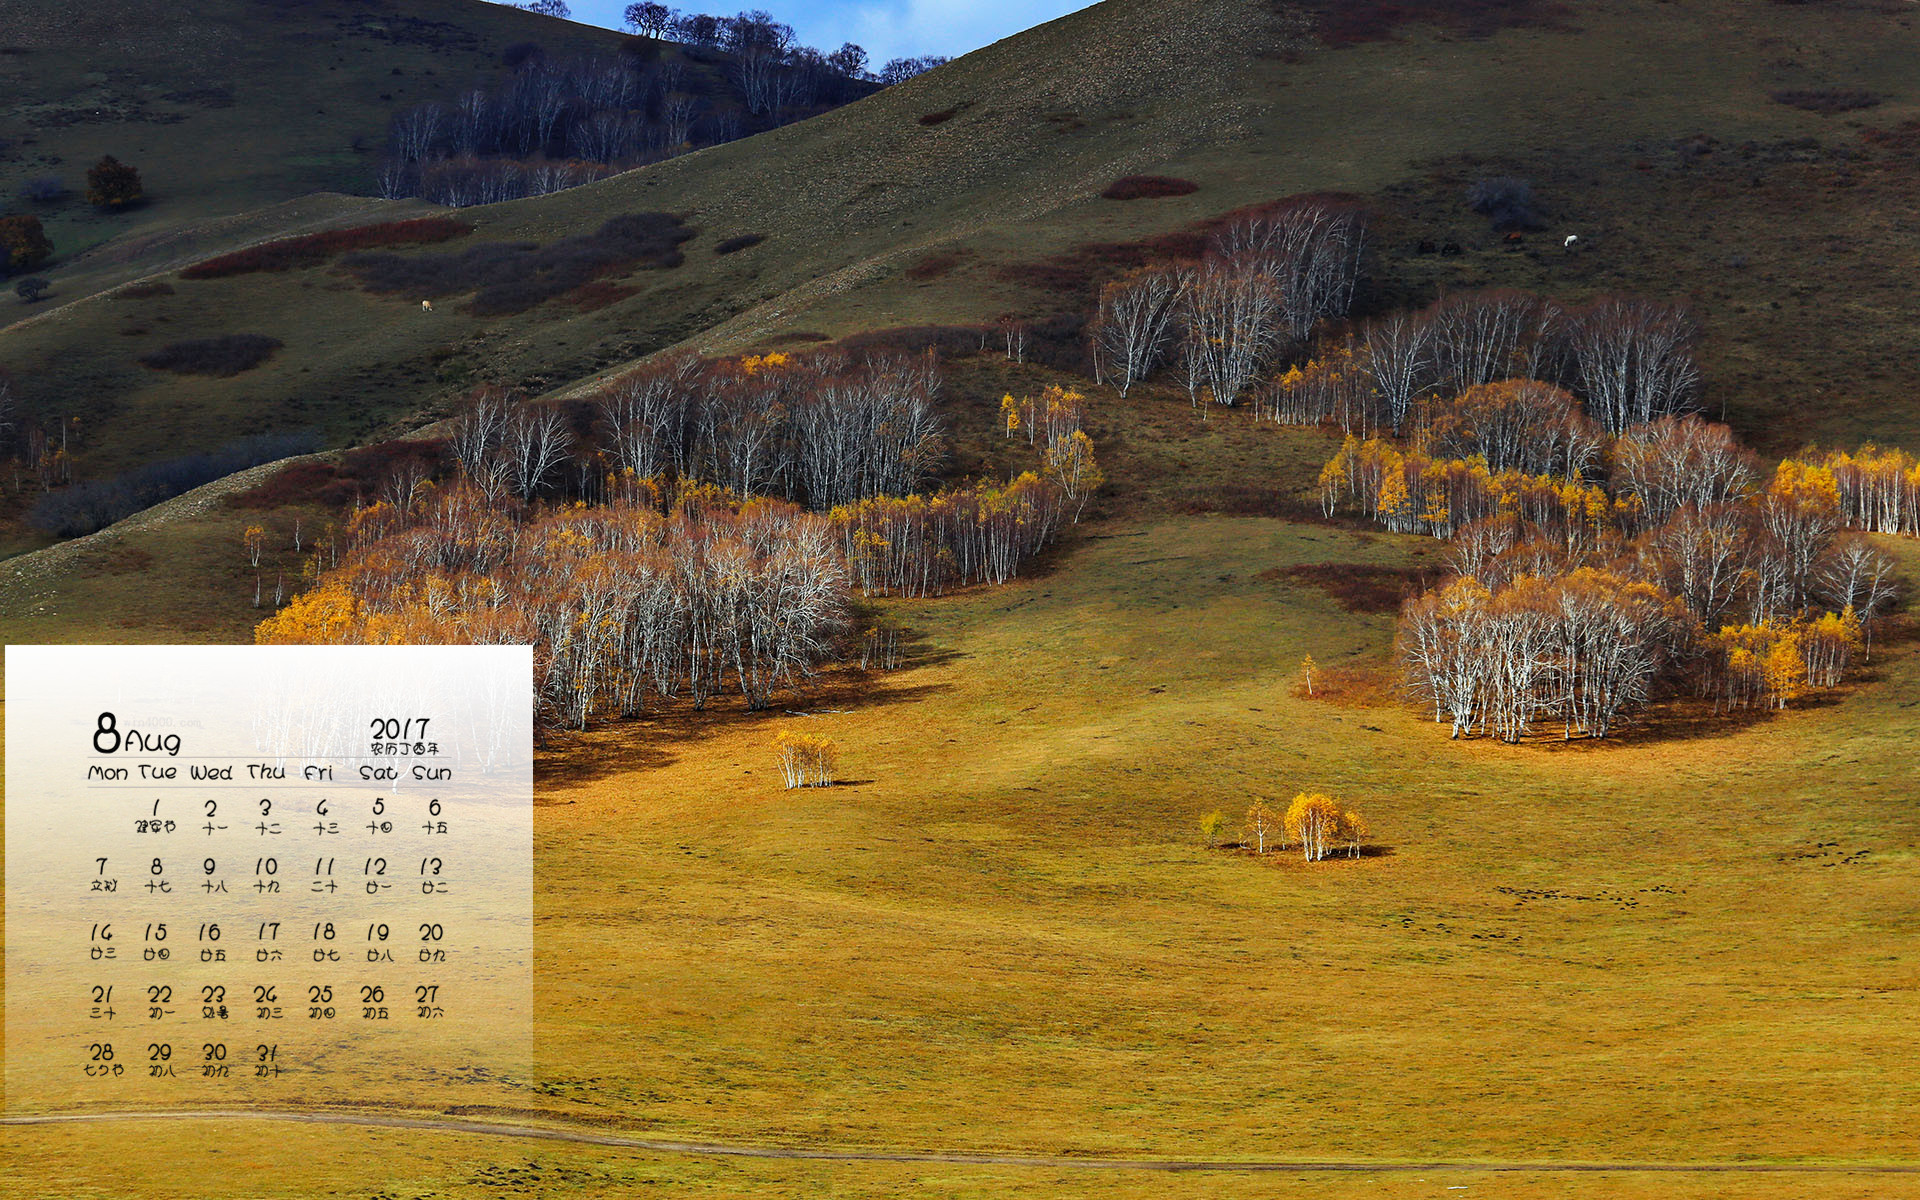 8Aug
win4000.com
2017
农历丁酉年
Mon Tue Wed Thu Fri Sat Sun
1 2 3 4 5 6
建军节 十一 十二 十三 十四 十五
7 8 9 10 11 12 13
立秋 十七 十八 十九 二十 廿一 廿二
14 15 16 17 18 19 20
廿三 廿四 廿五 廿六 廿七 廿八 廿九
21 22 23 24 25 26 27
三十 初一 处暑 初三 初四 初五 初六
28 29 30 31
七夕节 初八 初九 初十